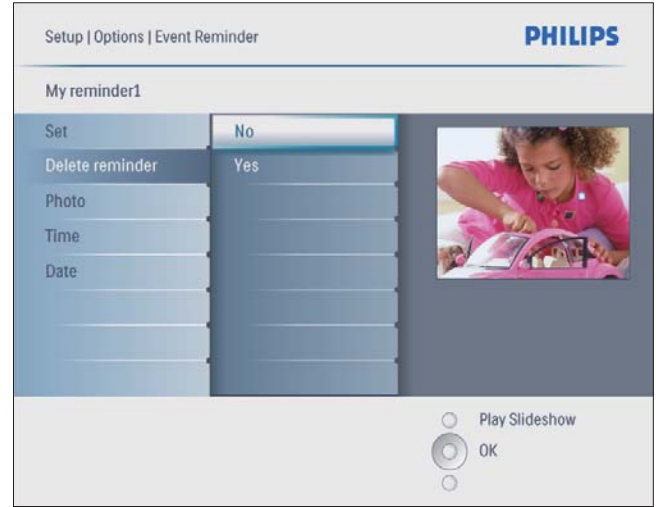 Setup | Options | Event Reminder
PHILIPS
My reminder1
Set
No
Delete reminder
Yes
Photo
Time
Date
Play Slideshow
OK